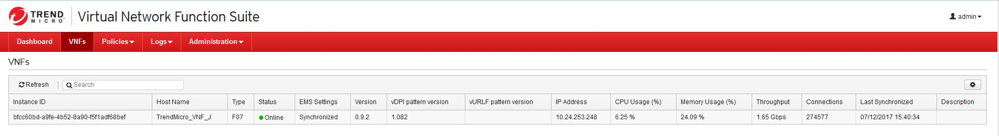 TREND MICRO Virtual Network Function Suite admin
Dashboard VNFs Policies Logs Administration
VNFs
Refresh Search
Instance ID Host Name Type Status EMS Settings Version vDPI pattern version vURLF pattern version IP Address CPU Usage (%) Memory Usage (%) Throughput Connections Last Synchronized Description
bfcc60bd-a9fe-4b52-8a90-f5f1adf68bef TrendMicro_VNF_J F07 Online Synchronized 0.9.2 1.082 10.24.253.248 6.25 % 24.09 % 1.65 Gbps 274577 07/12/2017 15:40:34